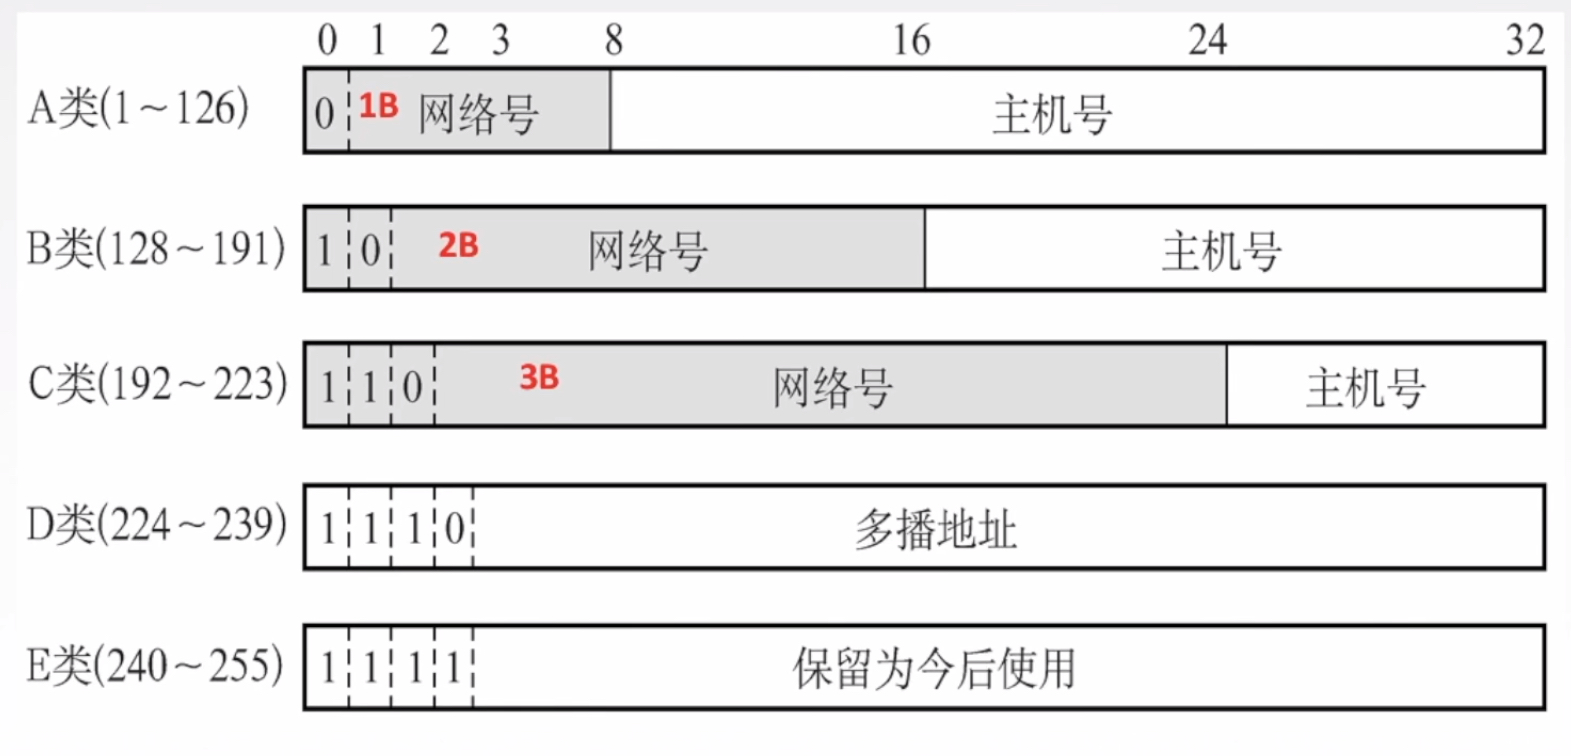 0 1 2 3 8 16 24 32
A类(1~126) 0 1B 网络号 主机号
B类(128~191) 1 0 2B 网络号 主机号
C类(192~223) 1 1 0 3B 网络号 主机号
D类(224~239) 1 1 1 0 多播地址
E类(240~255) 1 1 1 1 保留为今后使用